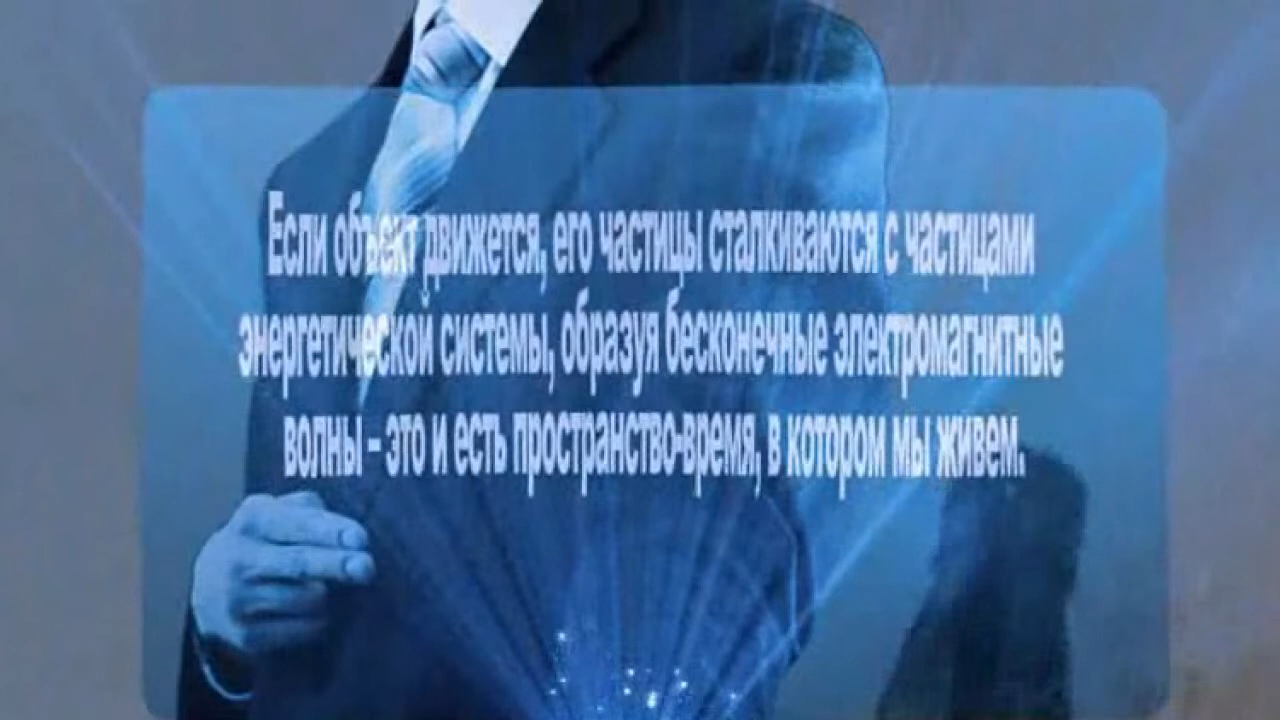 Если объект движется, его частицы сталкиваются с частицами
энергетической системы, образуя бесконечные электромагнитные
волны – это и есть пространство-время, в котором мы живем.